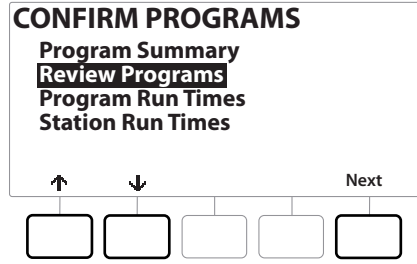 CONFIRM PROGRAMS
Program Summary
Review Programs
Program Run Times
Station Run Times
Next